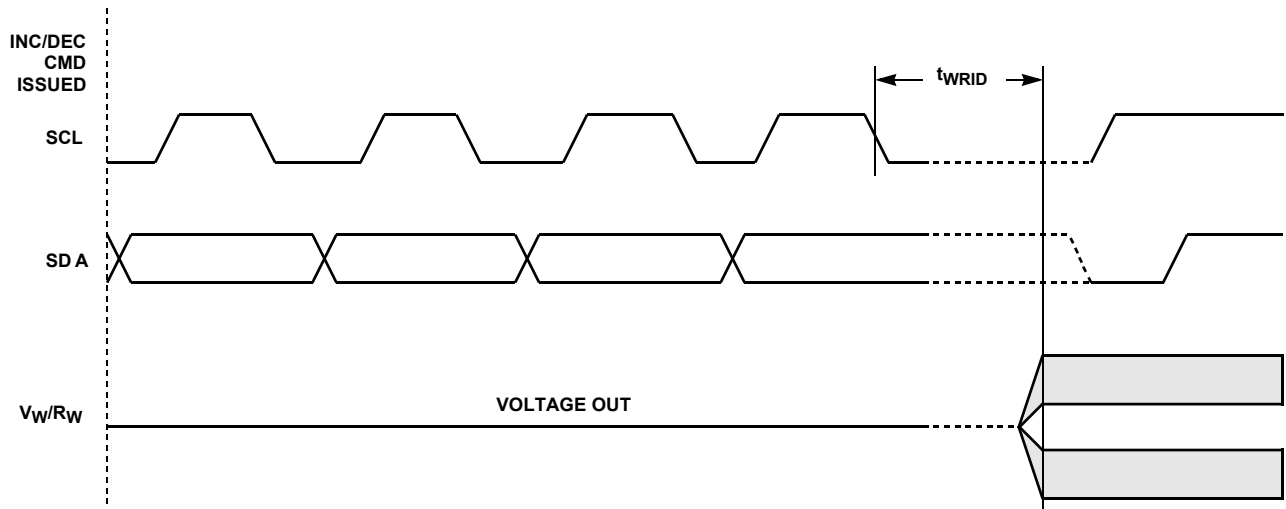 INC/DEC
CMD
ISSUED
tWRID
SCL
SD A
VOLTAGE OUT
VW/RW